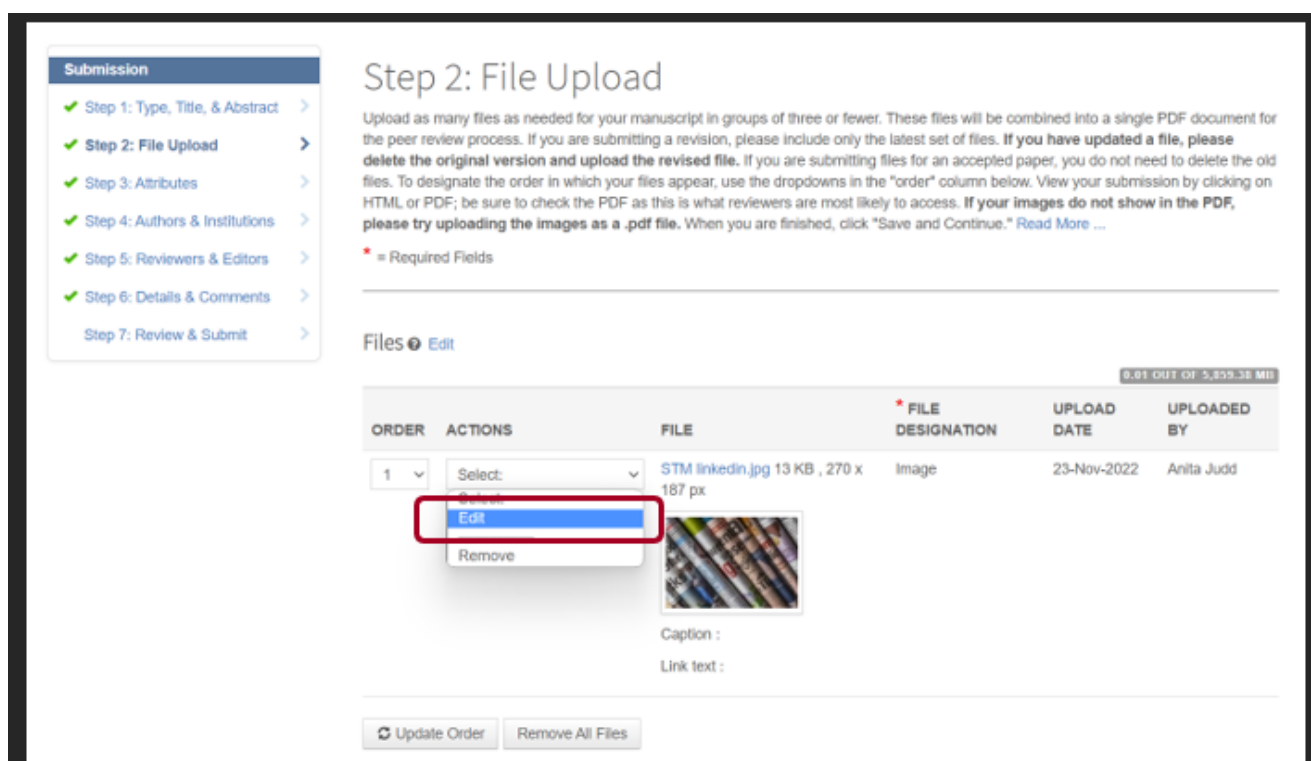 Submission
Step 1: Type, Title, & Abstract
Step 2: File Upload
Step 3: Attributes
Step 4: Authors & Institutions
Step 5: Reviewers & Editors
Step 6: Details & Comments
Step 7: Review & Submit
Step 2: File Upload
Upload as many files as needed for your manuscript in groups of three or fewer. These files will be combined into a single PDF document for
the peer review process. If you are submitting a revision, please include only the latest set of files. If you have updated a file, please
delete the original version and upload the revised file. If you are submitting files for an accepted paper, you do not need to delete the old
files. To designate the order in which your files appear, use the dropdowns in the "order" column below. View your submission by clicking on
HTML or PDF; be sure to check the PDF as this is what reviewers are most likely to access. If your images do not show in the PDF,
please try uploading the images as a .pdf file. When you are finished, click "Save and Continue." Read More ...
* = Required Fields
Files Edit
0.01 OUT OF 5,859.38 MB
ORDER ACTIONS FILE * FILE DESIGNATION UPLOAD DATE UPLOADED BY
1 Select: STM linkedin.jpg 13 KB , 270 x Image 23-Nov-2022 Anita Judd
187 px
Select:
Edit
Remove
Caption :
Link text :
Update Order Remove All Files